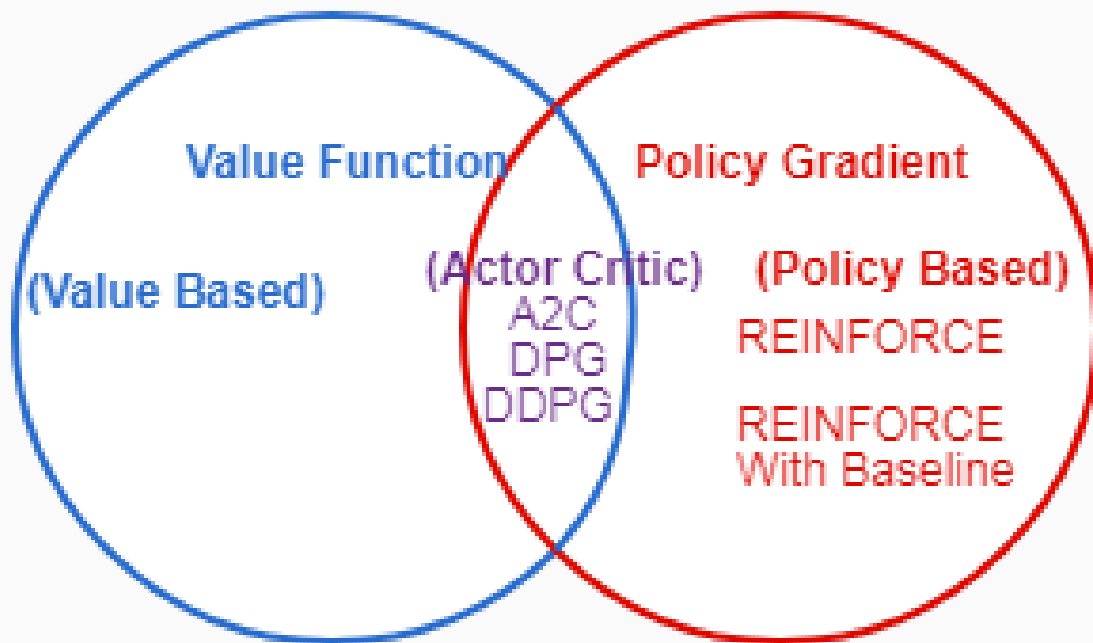 Value Function
Policy Gradient
(Value Based)
(Actor Critic)
A2C
DPG
DDPG
(Policy Based)
REINFORCE
REINFORCE
With Baseline